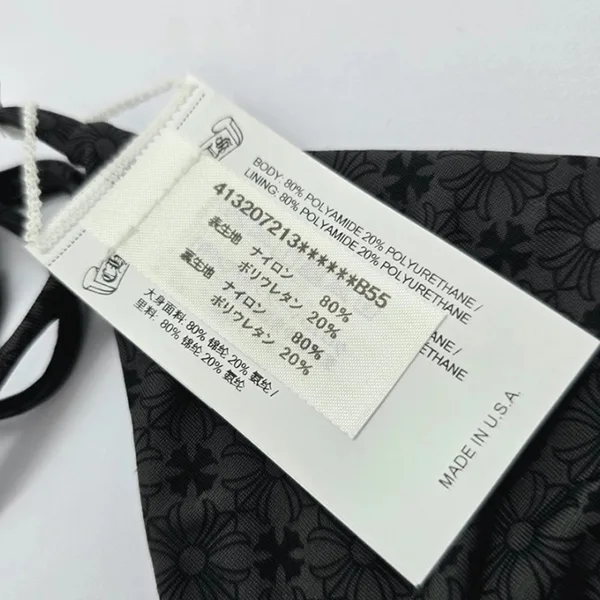 BODY: 80% POLYAMIDE 20% POLYURETHANE /
LINING: 80% POLYAMIDE 20% POLYURETHANE
413207213******B55
表生地 ナイロン 80%
ポリウレタン 20%
裏生地 ナイロン 80%
ポリウレタン 20%
URETHANE /
URETHANE
大身面料: 80% 锦纶 20% 氨纶 /
里料: 80% 锦纶 20% 氨纶
MADE IN U.S.A.